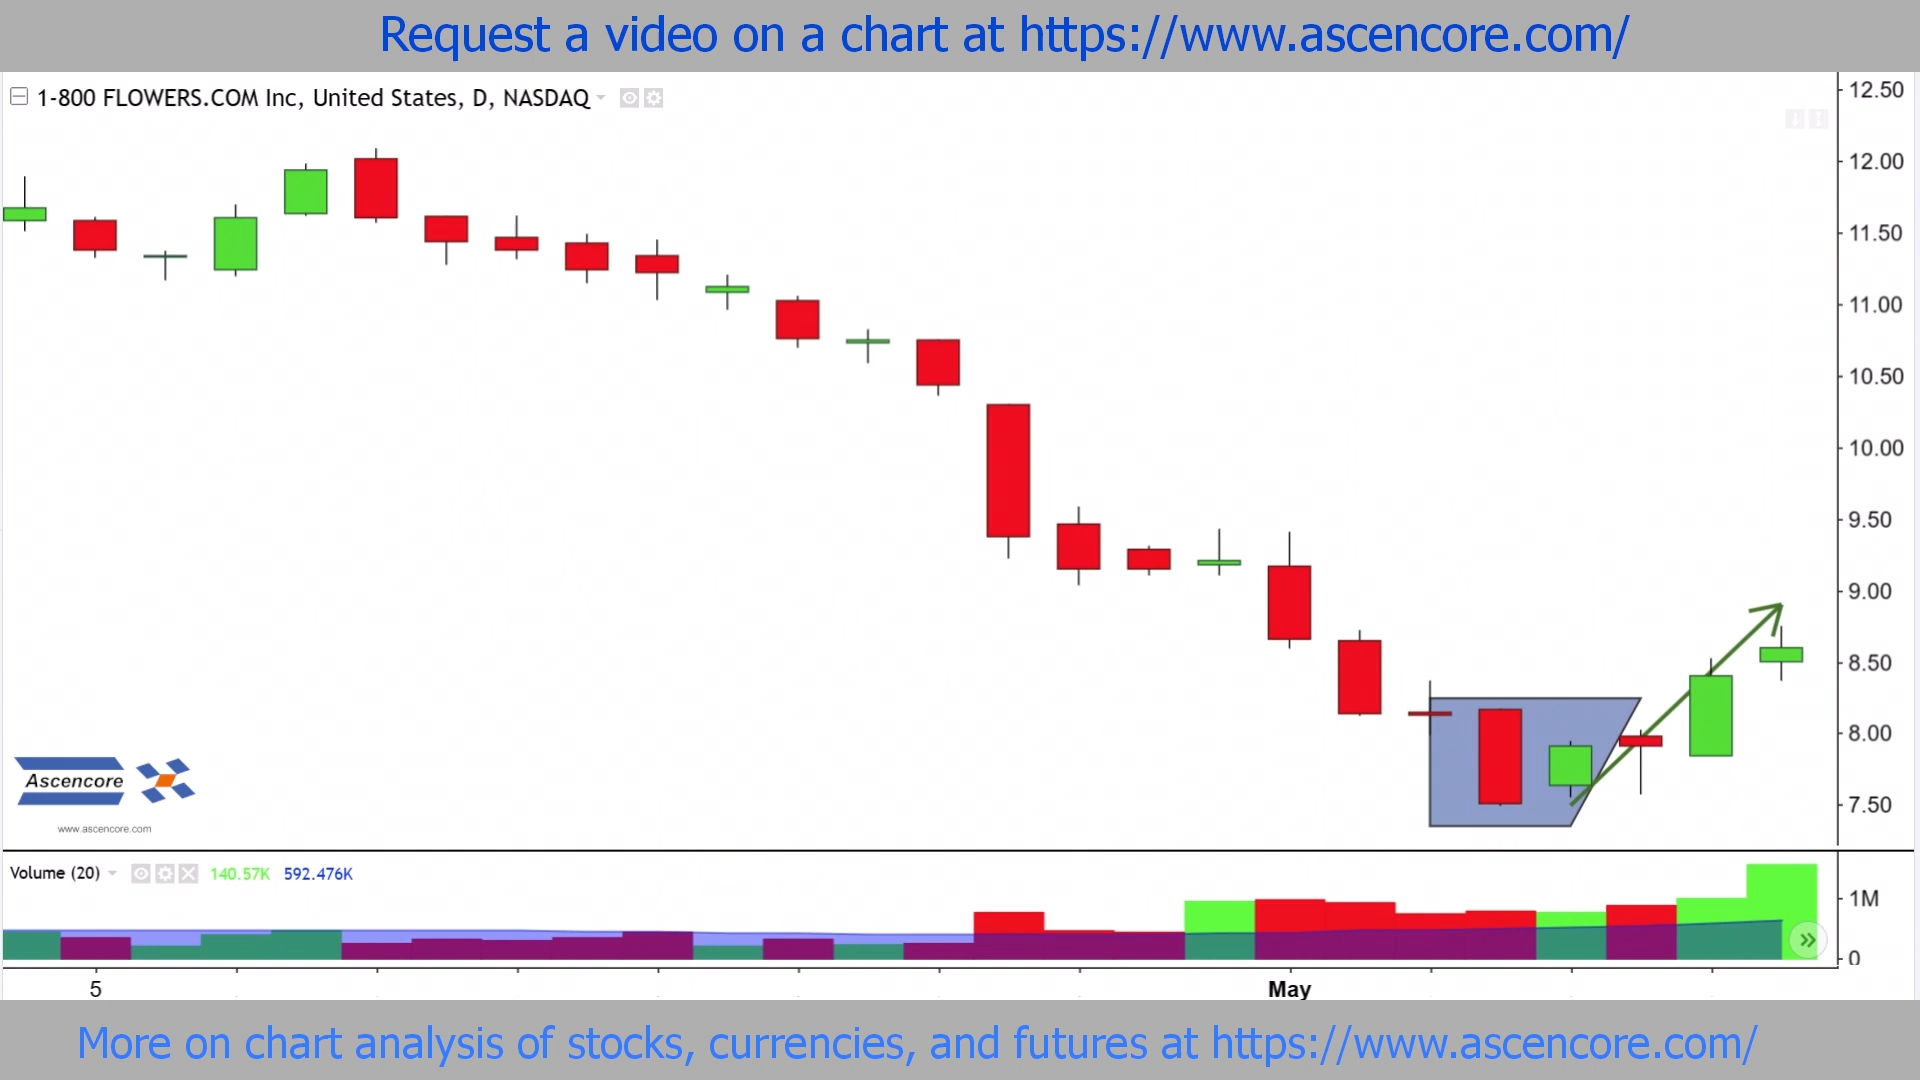 Request a video on a chart at https://www.ascencore.com/
1-800 FLOWERS.COM Inc, United States, D, NASDAQ
12.50
12.00
11.50
11.00
10.50
10.00
9.50
9.00
8.50
8.00
7.50
Ascencore
www.ascencore.com
Volume (20) 140.57K 592.476K
1M
0
5 May
More on chart analysis of stocks, currencies, and futures at https://www.ascencore.com/